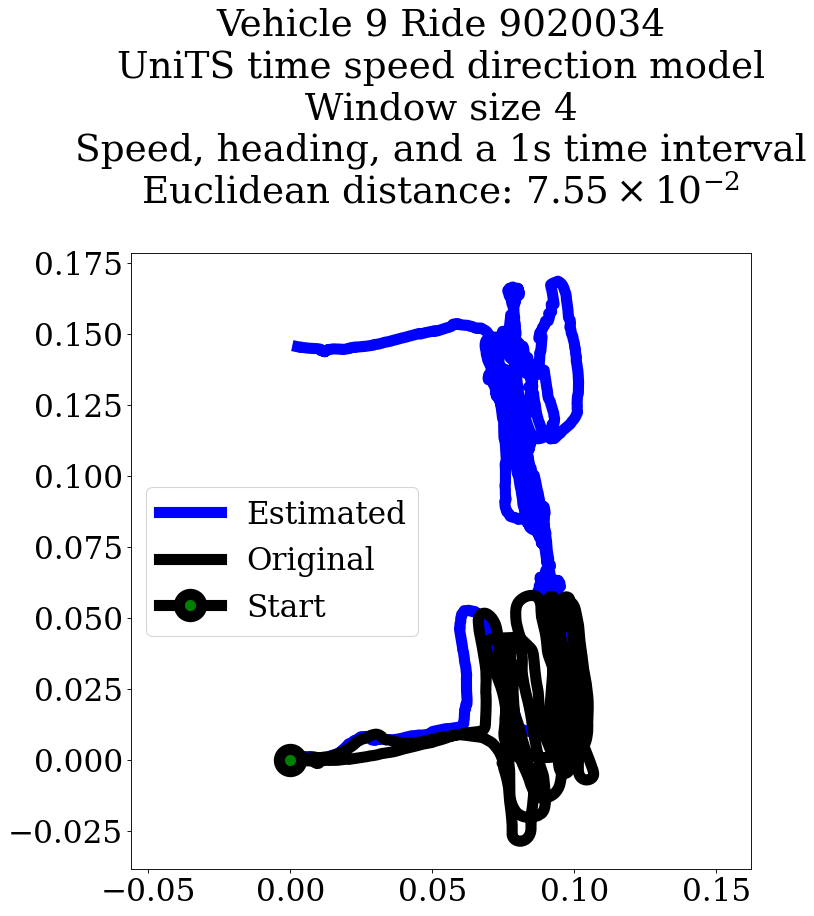 Vehicle 9 Ride 9020034
UniTS time speed direction model
Window size 4
Speed, heading, and a 1s time interval
Euclidean distance: 7.55 × 10⁻²
0.175
0.150
0.125
0.100
0.075
0.050
0.025
0.000
−0.025
Estimated
Original
Start
−0.05 0.00 0.05 0.10 0.15